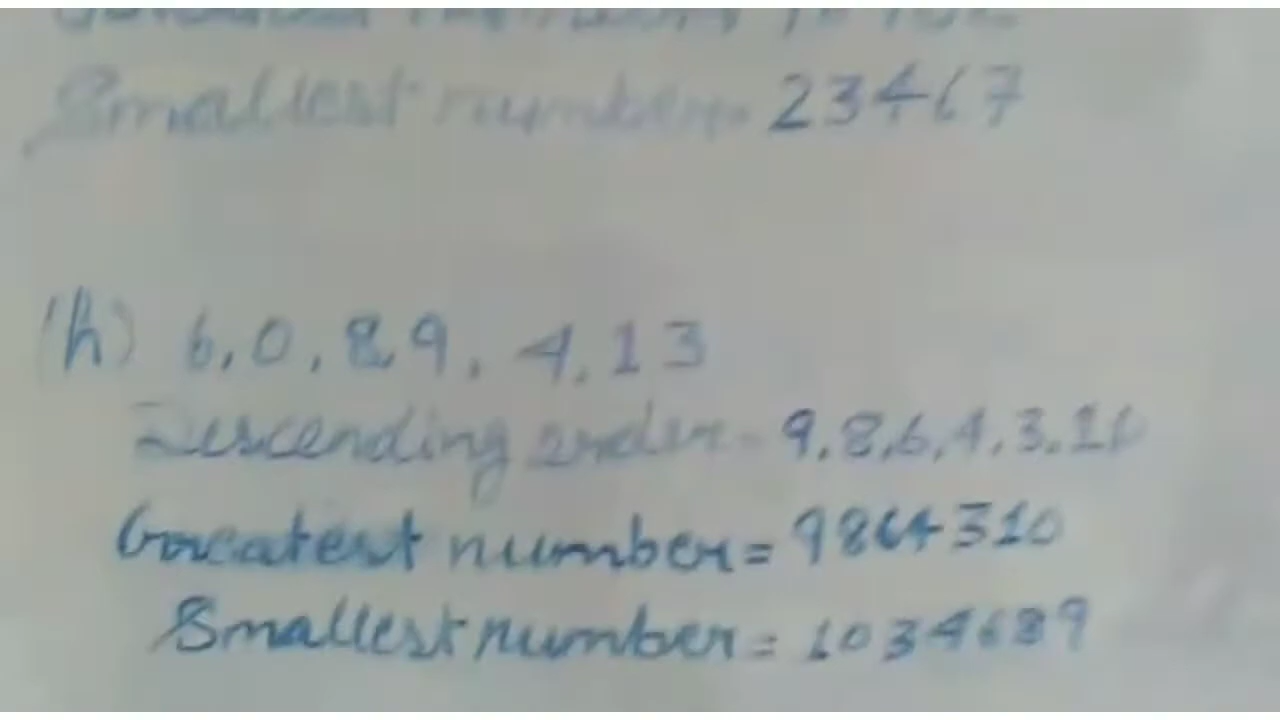 Smallest number = 23467
(h) 6,0,8,9, 4,1 3
Descending order - 9,8,6,4,3,1,0
Greatest number = 9864310
Smallest number = 1034689